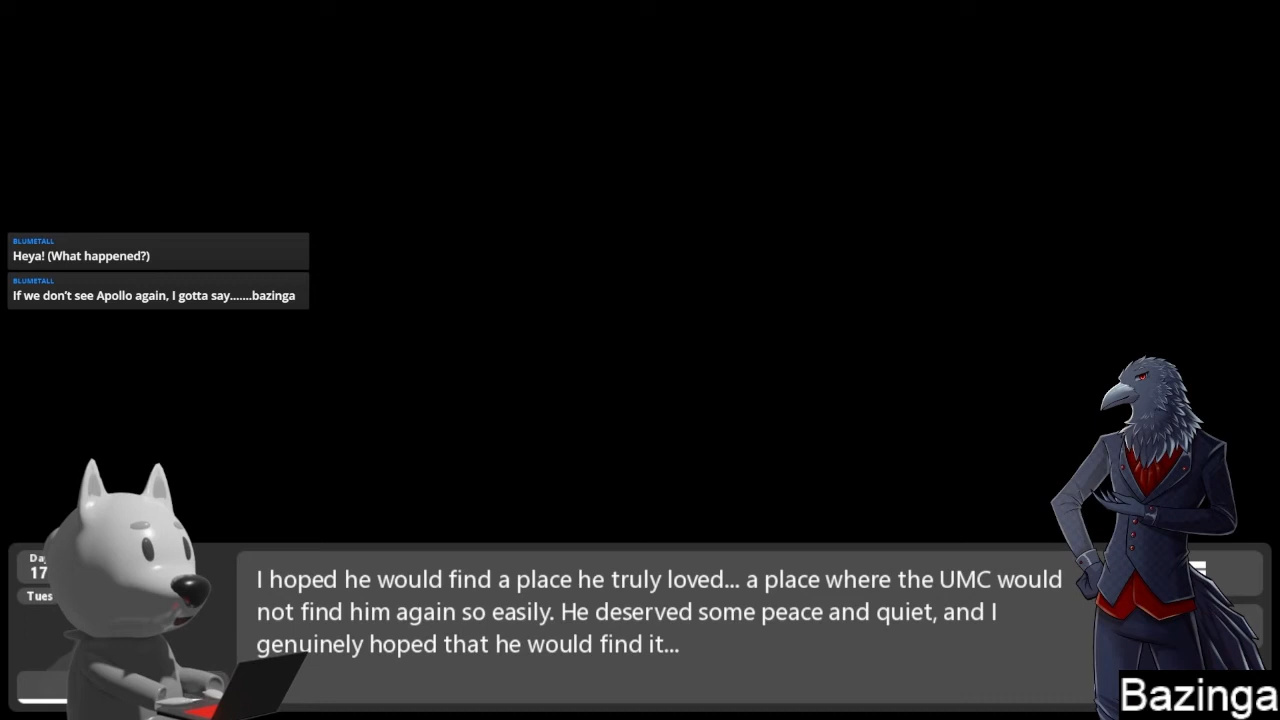 BLUMETALL
Heya! (What happened?)
BLUMETALL
If we don't see Apollo again, I gotta say.......bazinga
17
Tues
I hoped he would find a place he truly loved... a place where the UMC would
not find him again so easily. He deserved some peace and quiet, and I
genuinely hoped that he would find it...
Bazinga